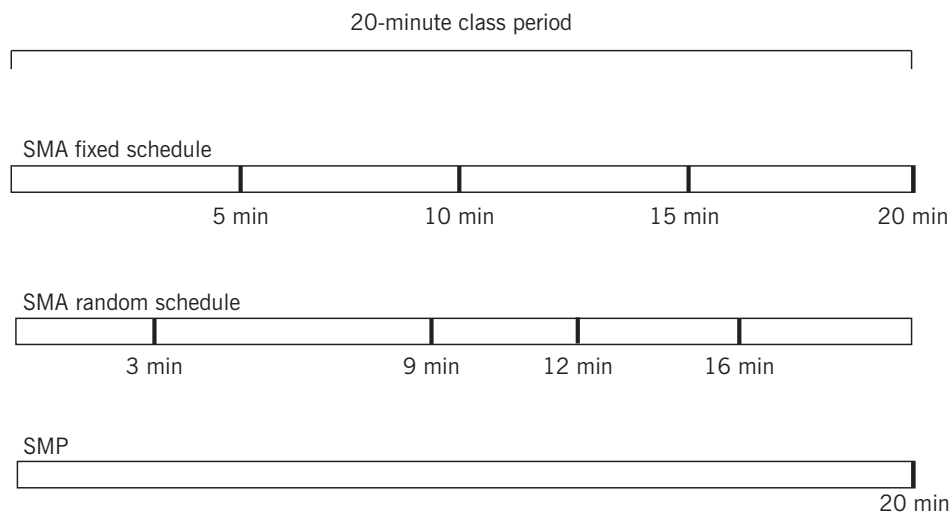 20-minute class period
SMA fixed schedule
5 min 10 min 15 min 20 min
SMA random schedule
3 min 9 min 12 min 16 min
SMP
20 min